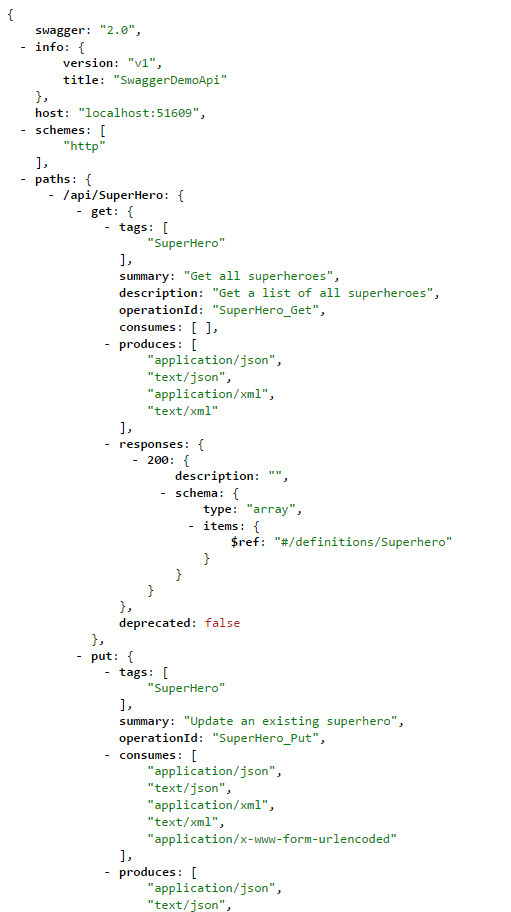 {
swagger: "2.0",
- info: {
version: "v1",
title: "SwaggerDemoApi"
},
host: "localhost:51609",
- schemes: [
"http"
],
- paths: {
- /api/SuperHero: {
- get: {
- tags: [
"SuperHero"
],
summary: "Get all superheroes",
description: "Get a list of all superheroes",
operationId: "SuperHero_Get",
consumes: [ ],
- produces: [
"application/json",
"text/json",
"application/xml",
"text/xml"
],
- responses: {
- 200: {
description: "",
- schema: {
type: "array",
- items: {
$ref: "#/definitions/Superhero"
}
}
}
},
deprecated: false
},
- put: {
- tags: [
"SuperHero"
],
summary: "Update an existing superhero",
operationId: "SuperHero_Put",
- consumes: [
"application/json",
"text/json",
"application/xml",
"text/xml",
"application/x-www-form-urlencoded"
],
- produces: [
"application/json",
"text/json",